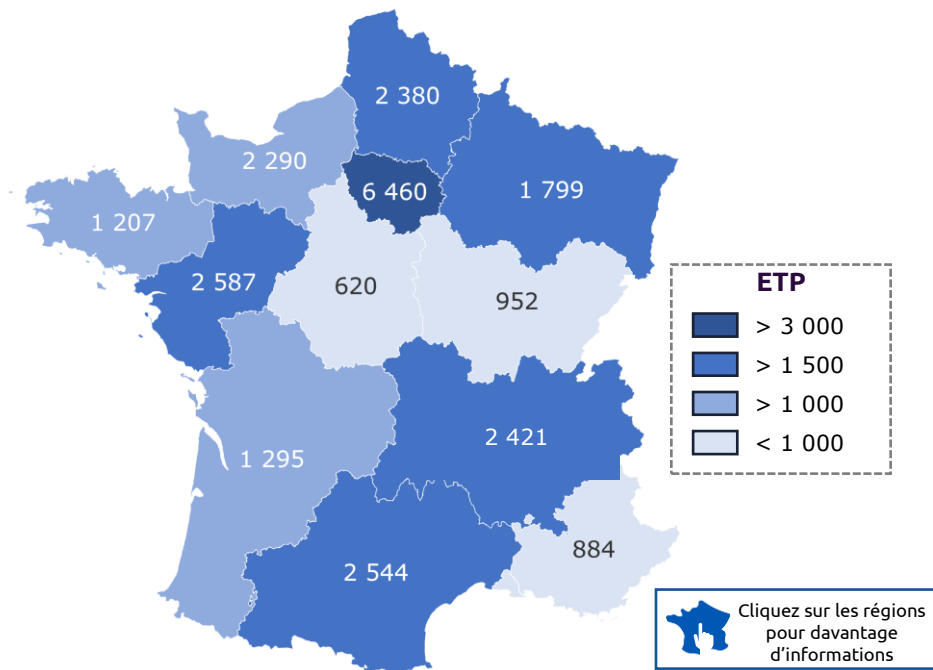 2 380
2 290
6 460
1 799
1 207
2 587
620
952
ETP
> 3 000
> 1 500
> 1 000
< 1 000
2 421
1 295
884
2 544
Cliquez sur les régions
pour davantage
d'informations